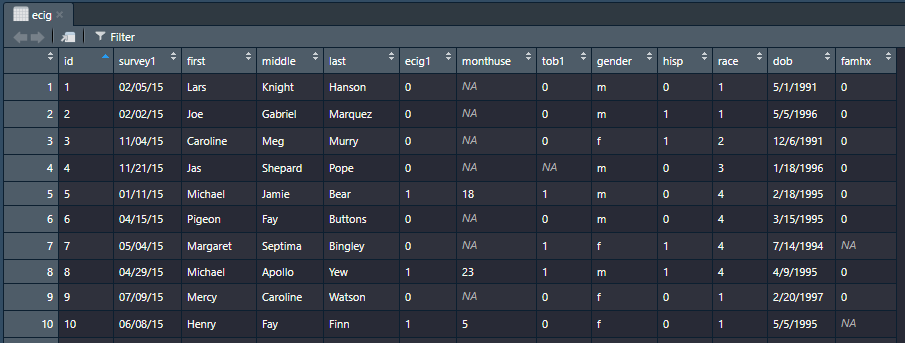 ecig
Filter
id survey1 first middle last ecig1 monthuse tob1 gender hisp race dob famhx
1 1 02/05/15 Lars Knight Hanson 0 NA 0 m 0 1 5/1/1991 0
2 2 02/02/15 Joe Gabriel Marquez 0 NA 0 m 1 1 5/5/1996 0
3 3 11/04/15 Caroline Meg Murry 0 NA 0 f 1 2 12/6/1991 0
4 4 11/21/15 Jas Shepard Pope 0 NA NA m 0 3 1/18/1996 0
5 5 01/11/15 Michael Jamie Bear 1 18 1 m 0 4 2/18/1995 0
6 6 04/15/15 Pigeon Fay Buttons 0 NA 0 m 0 4 3/15/1995 0
7 7 05/04/15 Margaret Septima Bingley 0 NA 1 f 1 4 7/14/1994 NA
8 8 04/29/15 Michael Apollo Yew 1 23 1 m 1 4 4/9/1995 0
9 9 07/09/15 Mercy Caroline Watson 0 NA 0 f 0 1 2/20/1997 0
10 10 06/08/15 Henry Fay Finn 1 5 0 f 0 1 5/5/1995 NA